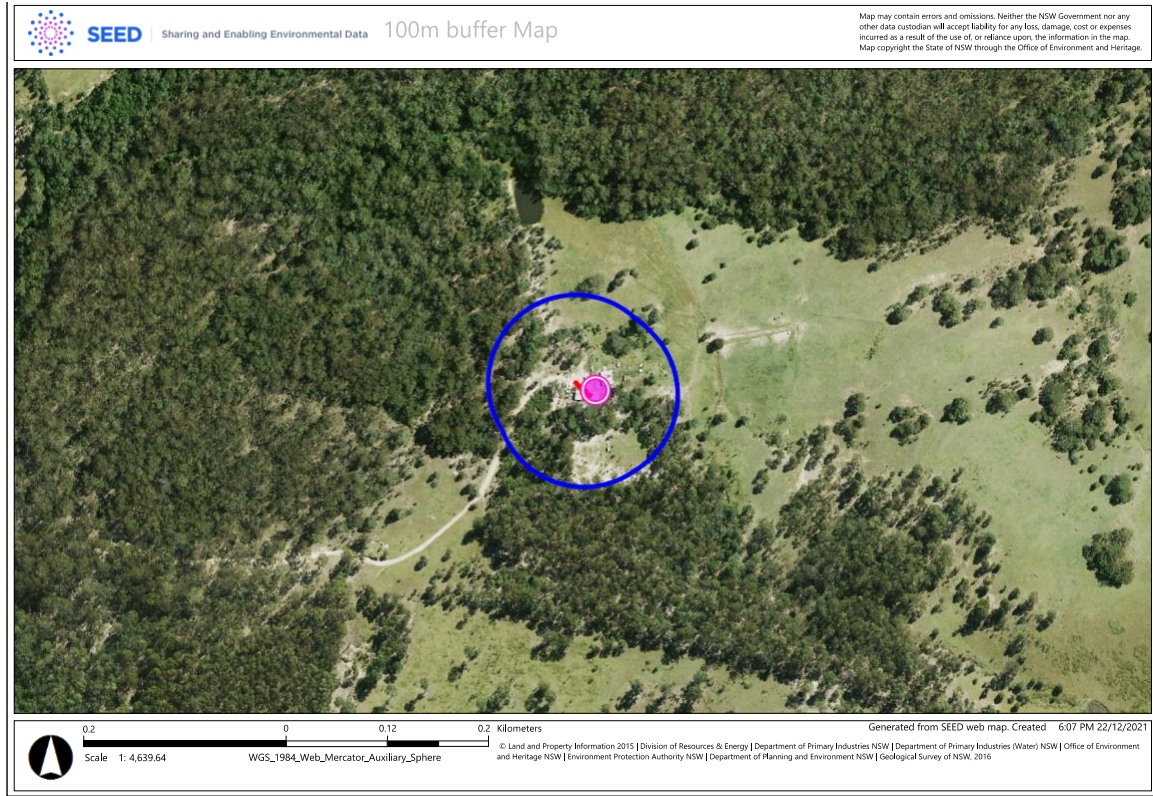 SEED
Sharing and Enabling Environmental Data
100m buffer Map
Map may contain errors and omissions. Neither the NSW Government nor any
other data custodian will accept liability for any loss, damage, cost or expenses
incurred as a result of the use of, or reliance upon, the information in the map.
Map copyright the State of NSW through the Office of Environment and Heritage.
0.2 0 0.12 0.2 Kilometers
Generated from SEED web map. Created 6:07 PM 22/12/2021
Scale 1: 4,639.64
WGS_1984_Web_Mercator_Auxiliary_Sphere
© Land and Property Information 2015 | Division of Resources & Energy | Department of Primary Industries NSW | Department of Primary Industries (Water) NSW | Office of Environment
and Heritage NSW | Environment Protection Authority NSW | Department of Planning and Environment NSW | Geological Survey of NSW, 2016